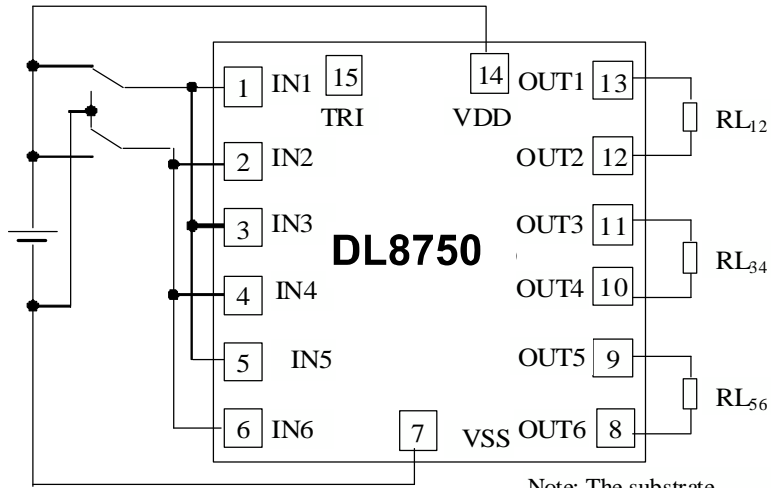 1 IN1 15 14 OUT1 13
TRI VDD RL12
2 IN2 OUT2 12
3 IN3 OUT3 11
DL8750 RL34
4 IN4 OUT4 10
5 IN5 OUT5 9
RL56
6 IN6 7 VSS OUT6 8
Note: The substrate